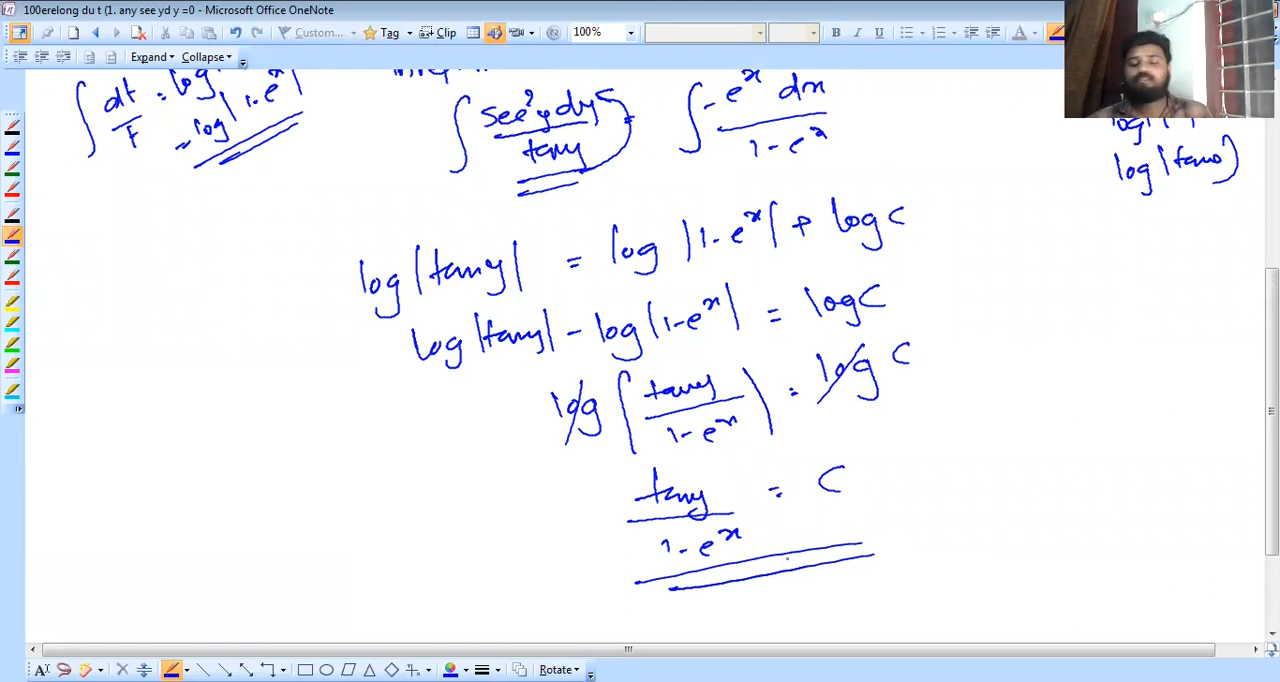 100erelong du t (1. any see yd y =0 - Microsoft Office OneNote
Custom... Tag Clip 100% B I U A
Expand Collapse
∫ dt/t = log
= log |1-e^x|
∫ sec²y dy / tany = ∫ -e^x dx / 1-e^x
log |tany)
log |tany| = log |1-e^x| + log C
log |tany| - log |1-e^x| = log C
log | tany / 1-e^x | = log C
tany / 1-e^x = C
Rotate